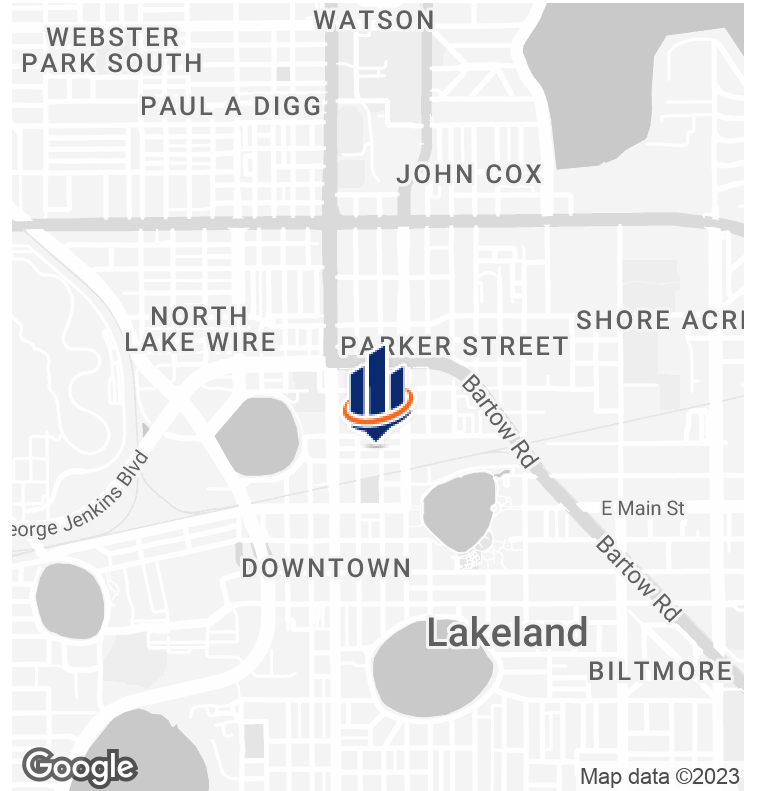 WATSON
WEBSTER
PARK SOUTH
PAUL A DIGG
JOHN COX
NORTH
LAKE WIRE
SHORE ACRE
PARKER STREET
Bartow Rd
eorge Jenkins Blvd
E Main St
DOWNTOWN
Bartow Rd
Lakeland
BILTMORE
Google
Map data ©2023